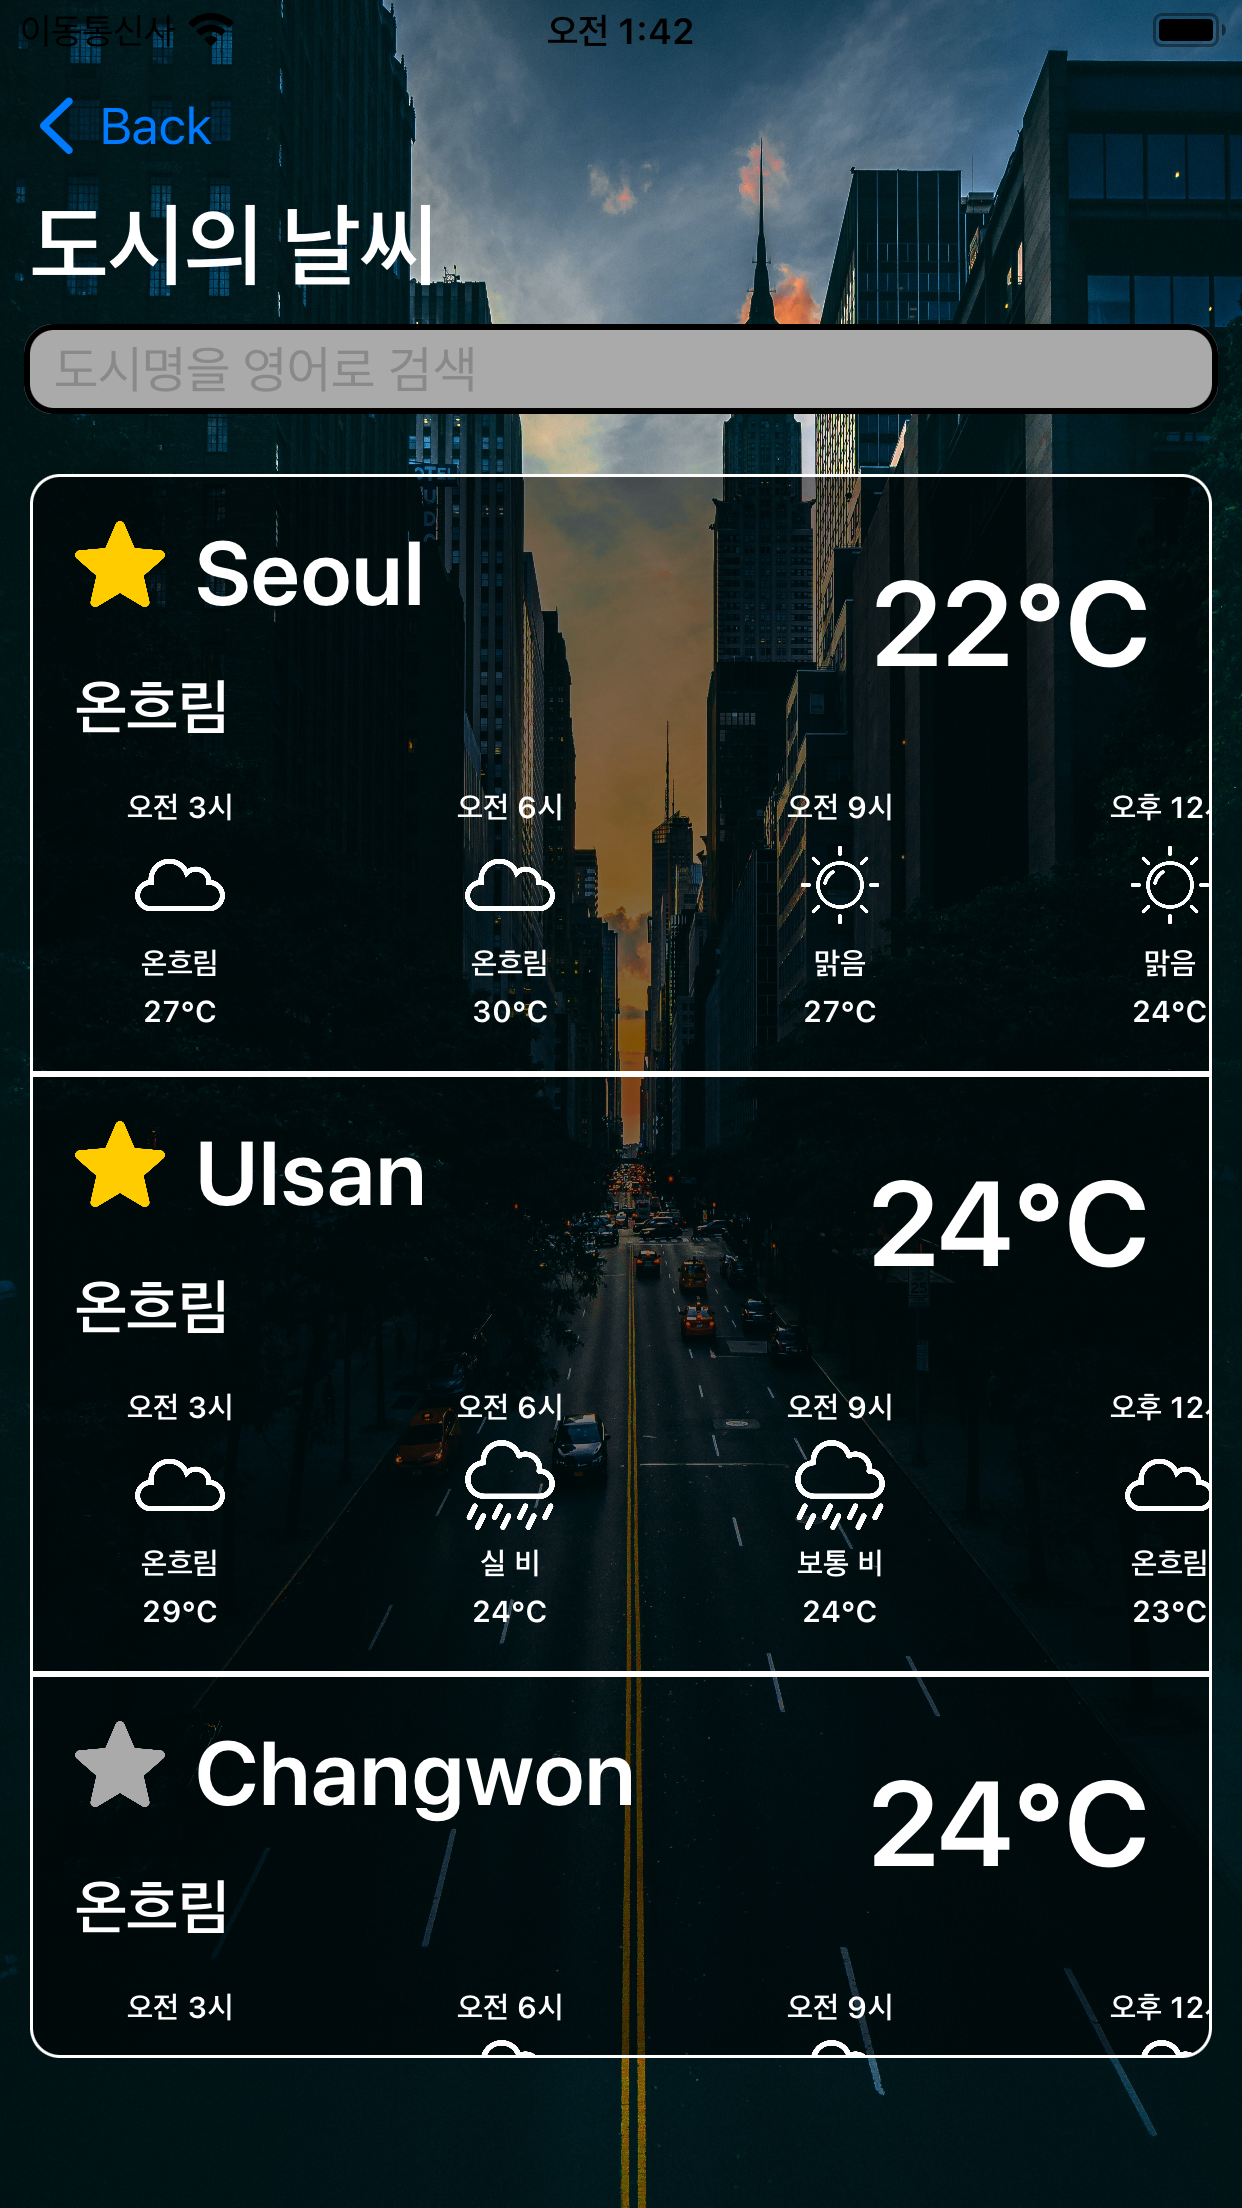 이동통신사
오전 1:42
Back
도시의 날씨
도시명을 영어로 검색
Seoul
22°C
온흐림
오전 3시 오전 6시 오전 9시 오후 12시
온흐림 온흐림 맑음 맑음
27°C 30°C 27°C 24°C
Ulsan
24°C
온흐림
오전 3시 오전 6시 오전 9시 오후 12시
온흐림 실 비 보통 비 온흐림
29°C 24°C 24°C 23°C
Changwon
24°C
온흐림
오전 3시 오전 6시 오전 9시 오후 12시